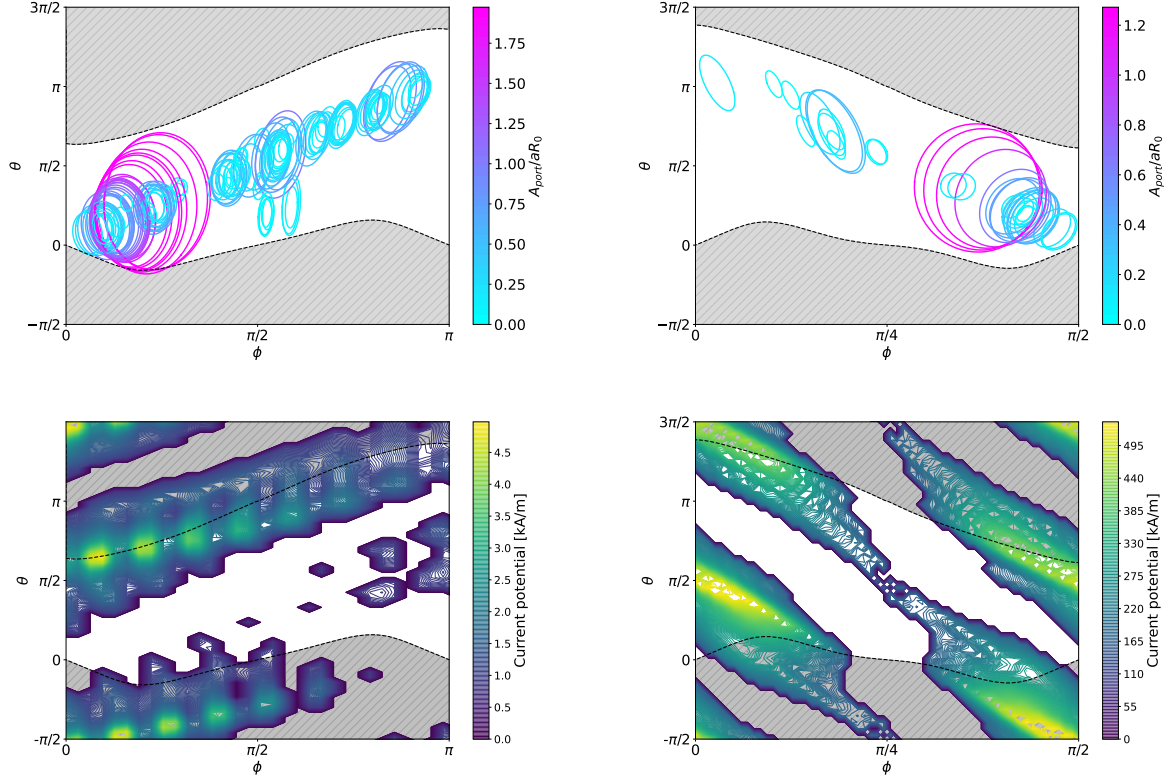 3π/2
π
π/2
0
−π/2
θ
0
π/2
π
ϕ
1.75
1.50
1.25
1.00
0.75
0.50
0.25
0.00
A_port/aR_0
3π/2
π
π/2
0
−π/2
θ
0
π/4
π/2
ϕ
1.2
1.0
0.8
0.6
0.4
0.2
0.0
A_port/aR_0
3π/2
π
π/2
0
-π/2
θ
0
π/2
π
ϕ
4.5
4.0
3.5
3.0
2.5
2.0
1.5
1.0
0.5
0.0
Current potential [kA/m]
3π/2
π
π/2
0
-π/2
θ
0
π/4
π/2
ϕ
495
440
385
330
275
220
165
110
55
0
Current potential [kA/m]